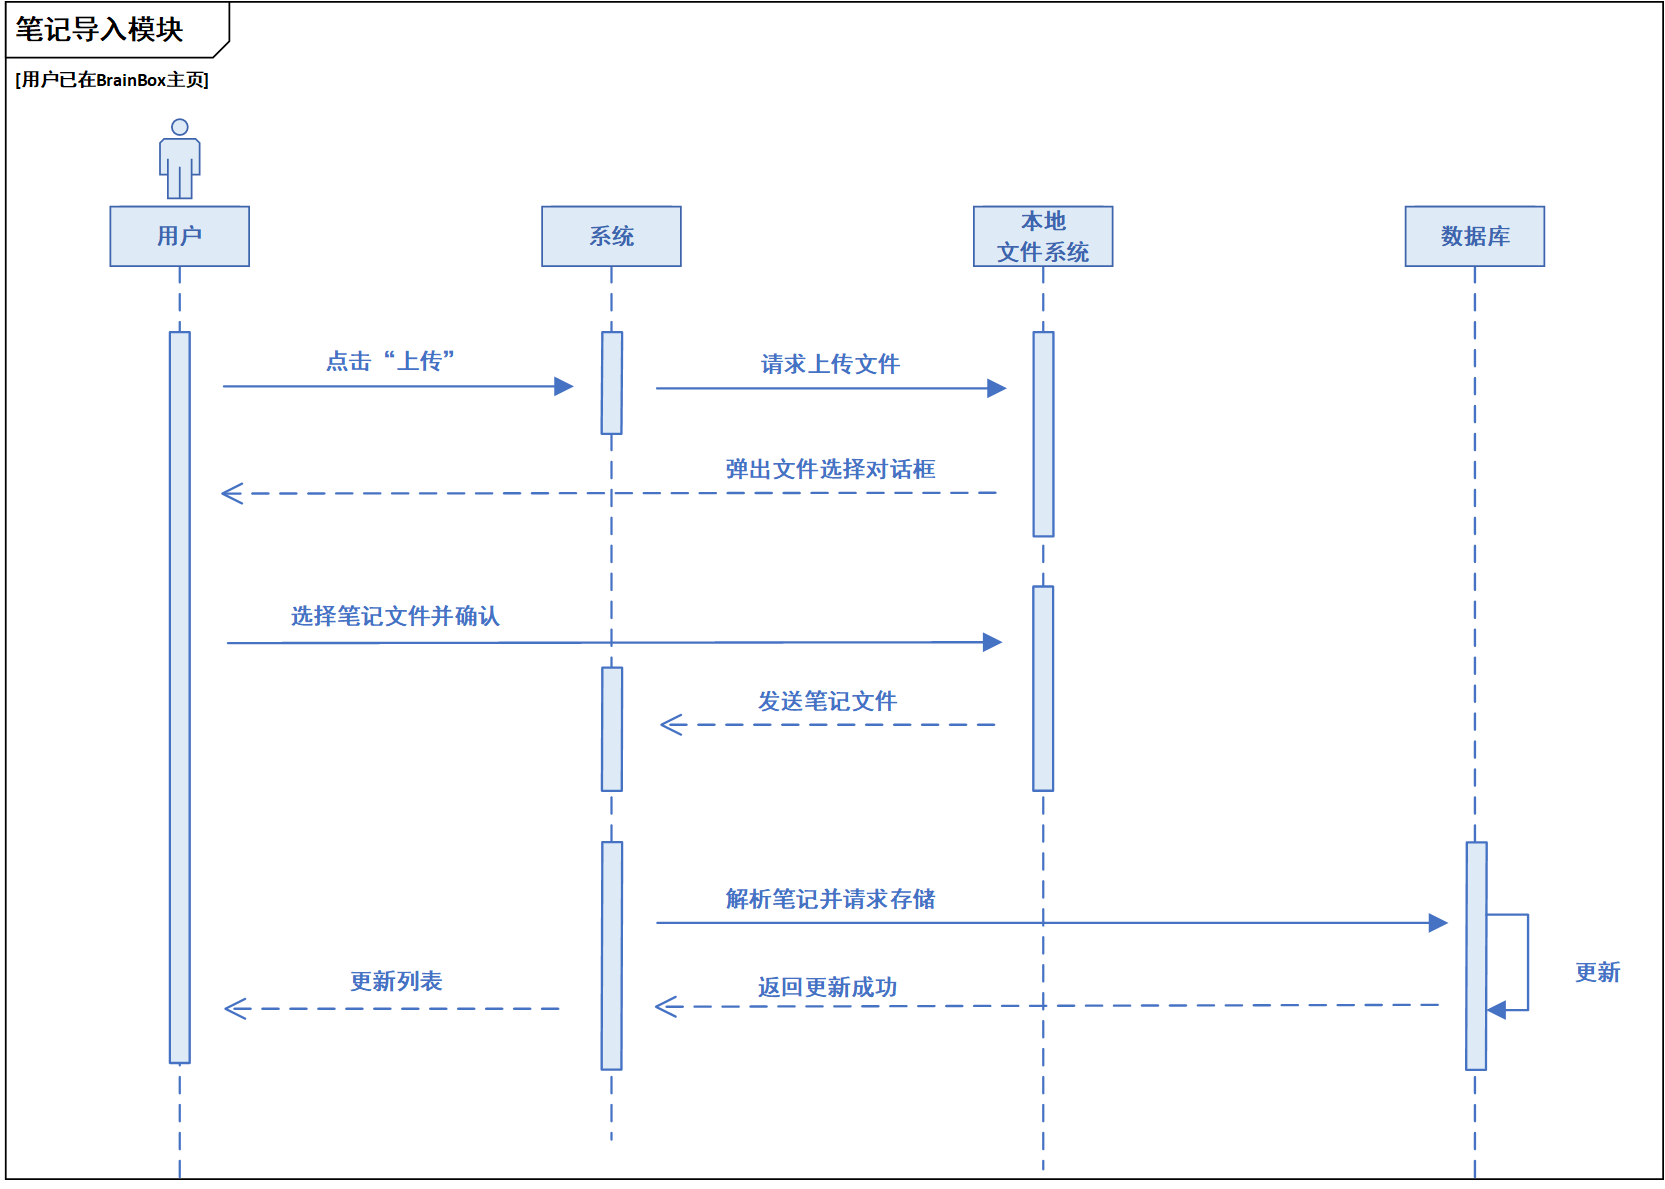 笔记导入模块
[用户已在BrainBox主页]
用户
系统
本地
文件系统
数据库
点击“上传”
请求上传文件
弹出文件选择对话框
选择笔记文件并确认
发送笔记文件
解析笔记并请求存储
更新
更新列表
返回更新成功